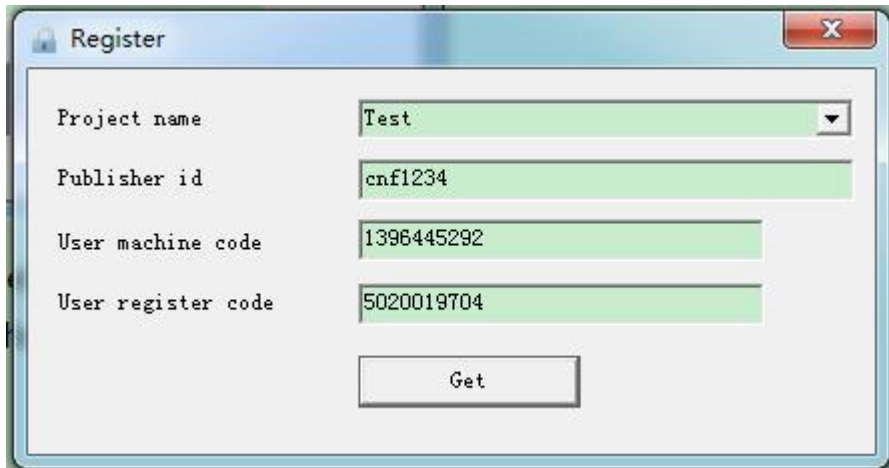 Register
Project name Test
Publisher id cnf1234
User machine code 1396445292
User register code 5020019704
Get